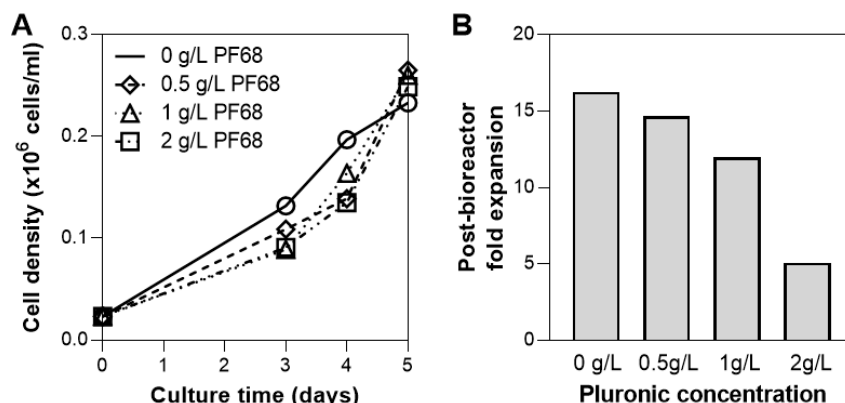 A
Cell density (x10⁶ cells/ml)
0.3
0.2
0.1
0.0
0 g/L PF68
0.5 g/L PF68
1 g/L PF68
2 g/L PF68
0 1 2 3 4 5
Culture time (days)
B
Post-bioreactor
fold expansion
20
15
10
5
0
0 g/L 0.5g/L 1g/L 2g/L
Pluronic concentration